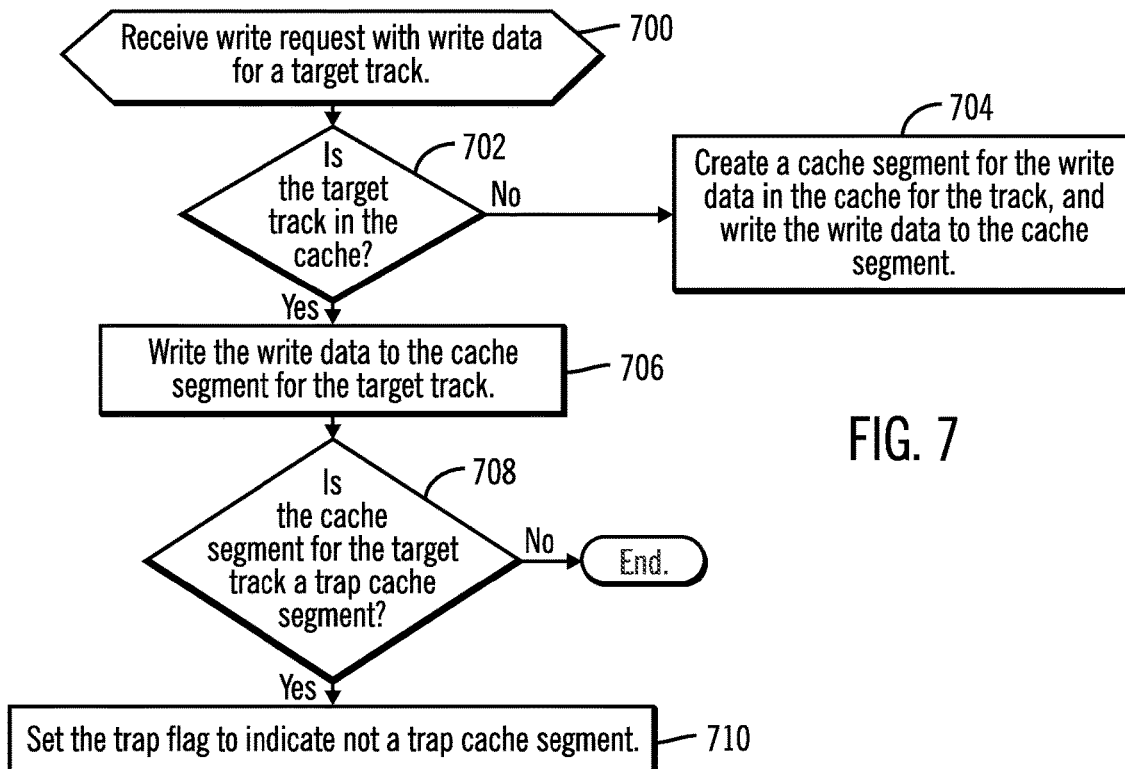 Receive write request with write data
for a target track.
700
Is
the target
track in the
cache?
702
No
704
Create a cache segment for the write
data in the cache for the track, and
write the write data to the cache
segment.
Yes
Write the write data to the cache
segment for the target track.
706
FIG. 7
Is
the cache
segment for the target
track a trap cache
segment?
708
No
End.
Yes
Set the trap flag to indicate not a trap cache segment.
710